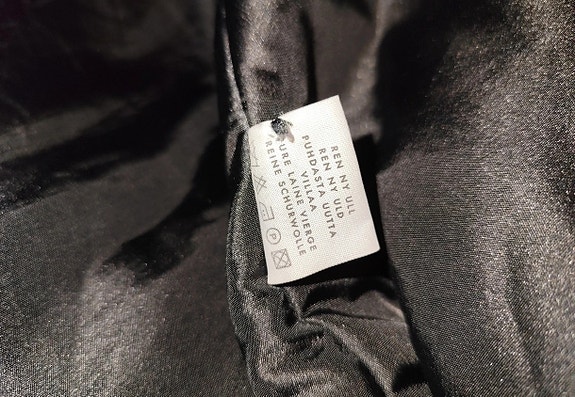 REN NY ULL
REN NY ULD
PUHDASTA UUTTA
VILLAA
PURE LAINE VIERGE
REINE SCHURWOLLE
P